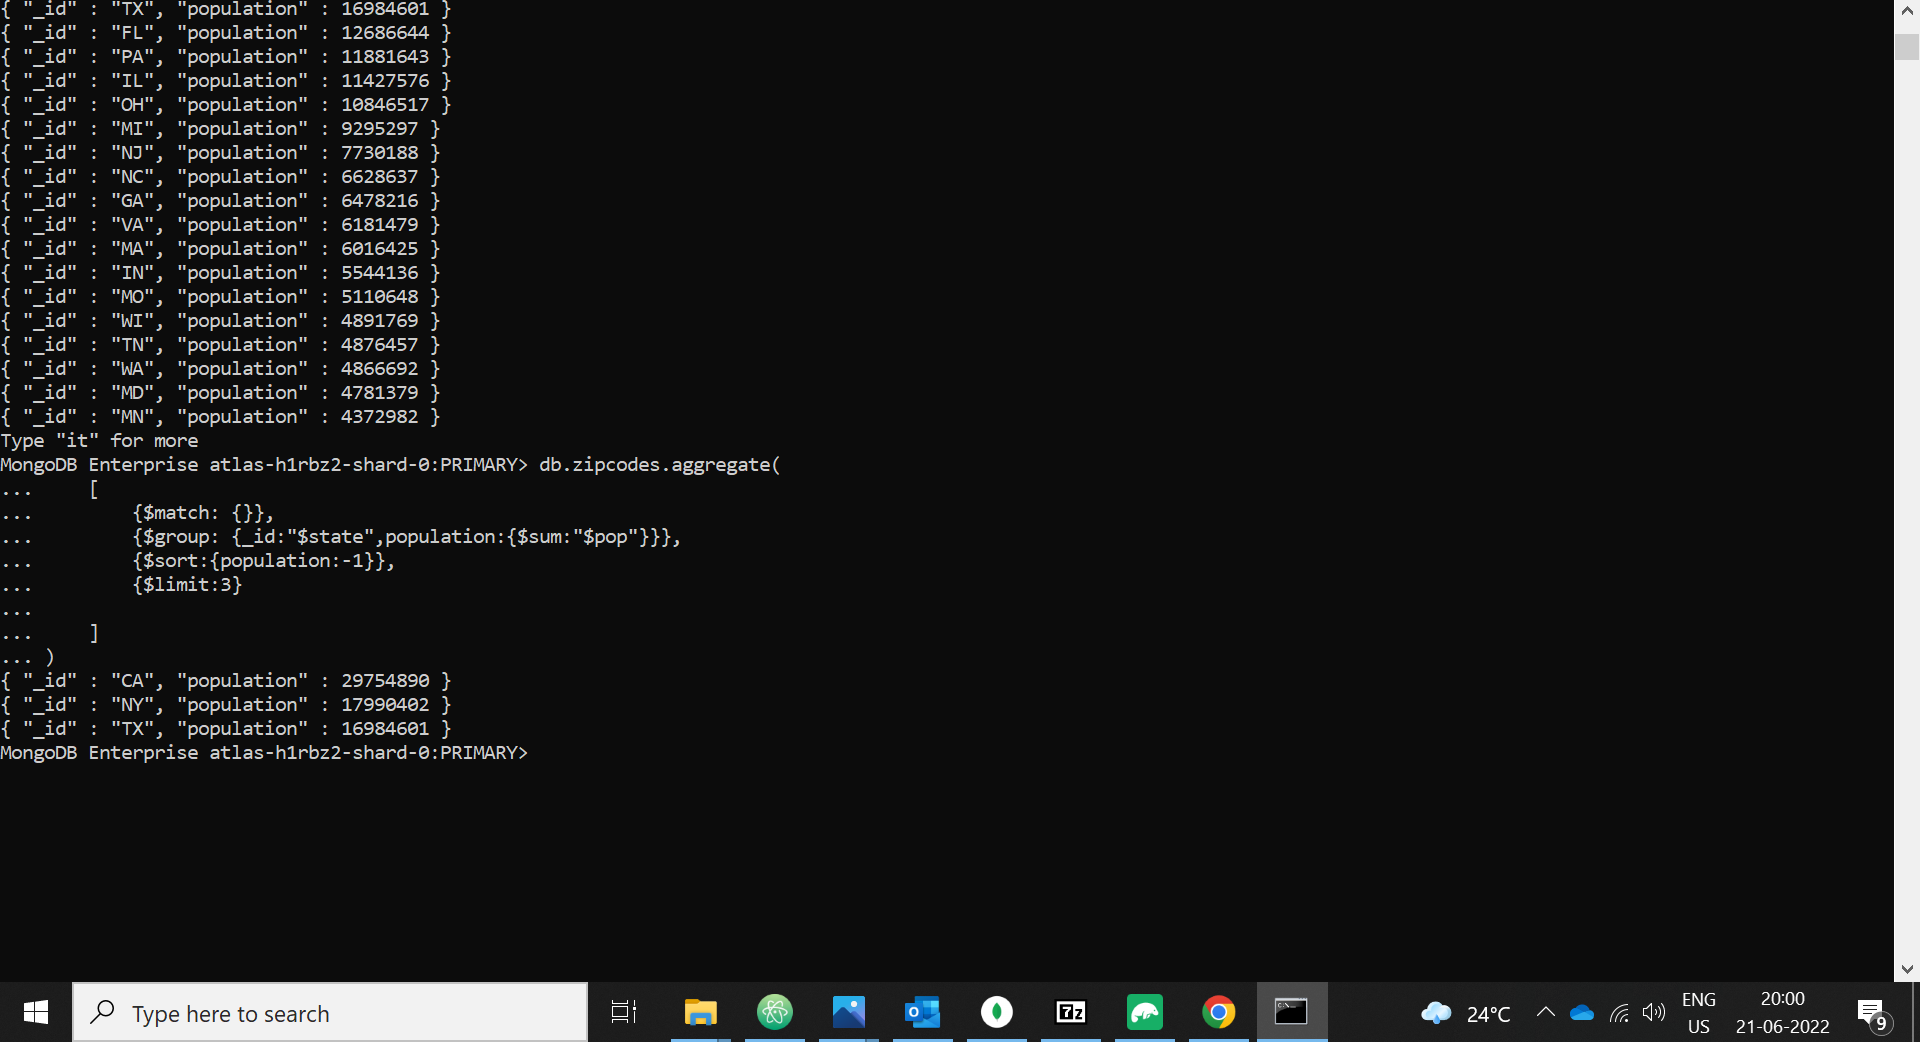 { "_id" : "TX", "population" : 16984601 }
{ "_id" : "FL", "population" : 12686644 }
{ "_id" : "PA", "population" : 11881643 }
{ "_id" : "IL", "population" : 11427576 }
{ "_id" : "OH", "population" : 10846517 }
{ "_id" : "MI", "population" : 9295297 }
{ "_id" : "NJ", "population" : 7730188 }
{ "_id" : "NC", "population" : 6628637 }
{ "_id" : "GA", "population" : 6478216 }
{ "_id" : "VA", "population" : 6181479 }
{ "_id" : "MA", "population" : 6016425 }
{ "_id" : "IN", "population" : 5544136 }
{ "_id" : "MO", "population" : 5110648 }
{ "_id" : "WI", "population" : 4891769 }
{ "_id" : "TN", "population" : 4876457 }
{ "_id" : "WA", "population" : 4866692 }
{ "_id" : "MD", "population" : 4781379 }
{ "_id" : "MN", "population" : 4372982 }
Type "it" for more
MongoDB Enterprise atlas-h1rbz2-shard-0:PRIMARY> db.zipcodes.aggregate(
...     [
...         {$match: {}},
...         {$group: {_id:"$state",population:{$sum:"$pop"}}},
...         {$sort:{population:-1}},
...         {$limit:3}
...
...     ]
... )
{ "_id" : "CA", "population" : 29754890 }
{ "_id" : "NY", "population" : 17990402 }
{ "_id" : "TX", "population" : 16984601 }
MongoDB Enterprise atlas-h1rbz2-shard-0:PRIMARY>
Type here to search
7z
24°C
ENG
US
20:00
21-06-2022
9